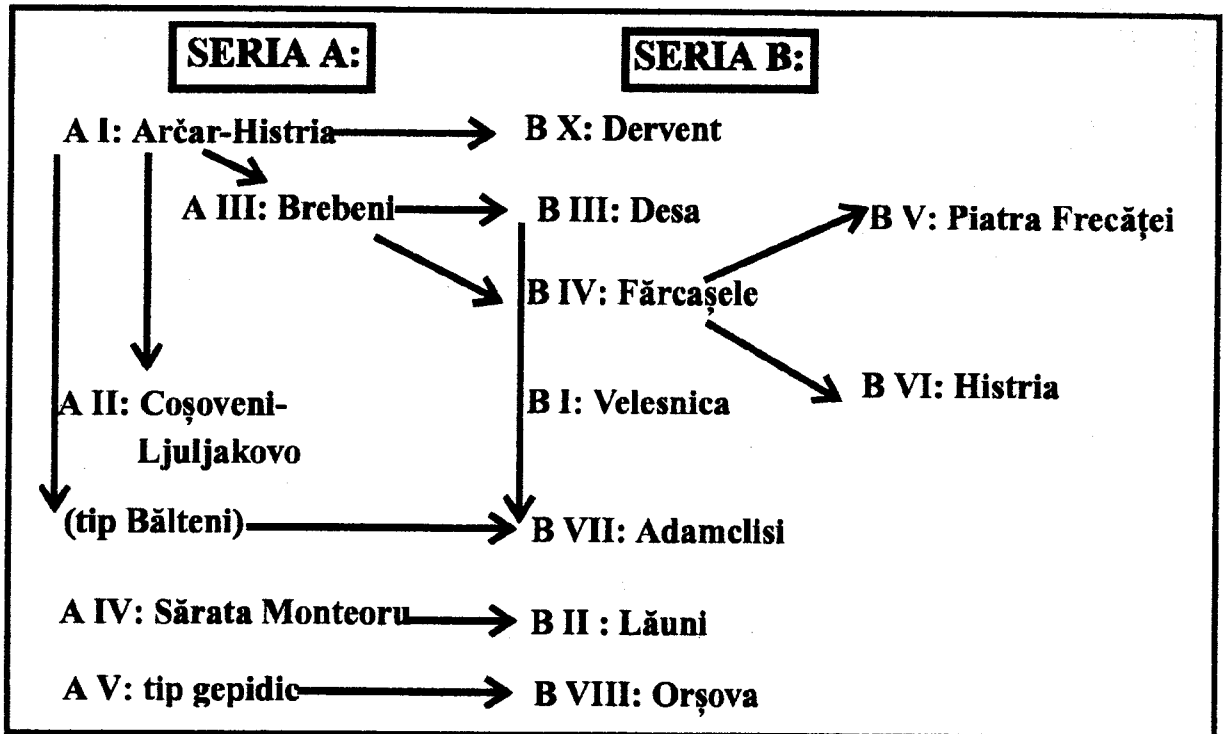 SERIA A:
SERIA B:
A I: Arčar-Histria
B X: Dervent
A III: Brebeni
B III: Desa
B V: Piatra Frecăţei
B IV: Fărcaşele
A II: Coşoveni-
Ljuljakovo
B I: Velesnica
B VI: Histria
(tip Bălteni)
B VII: Adamclisi
A IV: Sărata Monteoru
B II : Lăuni
A V: tip gepidic
B VIII: Orşova